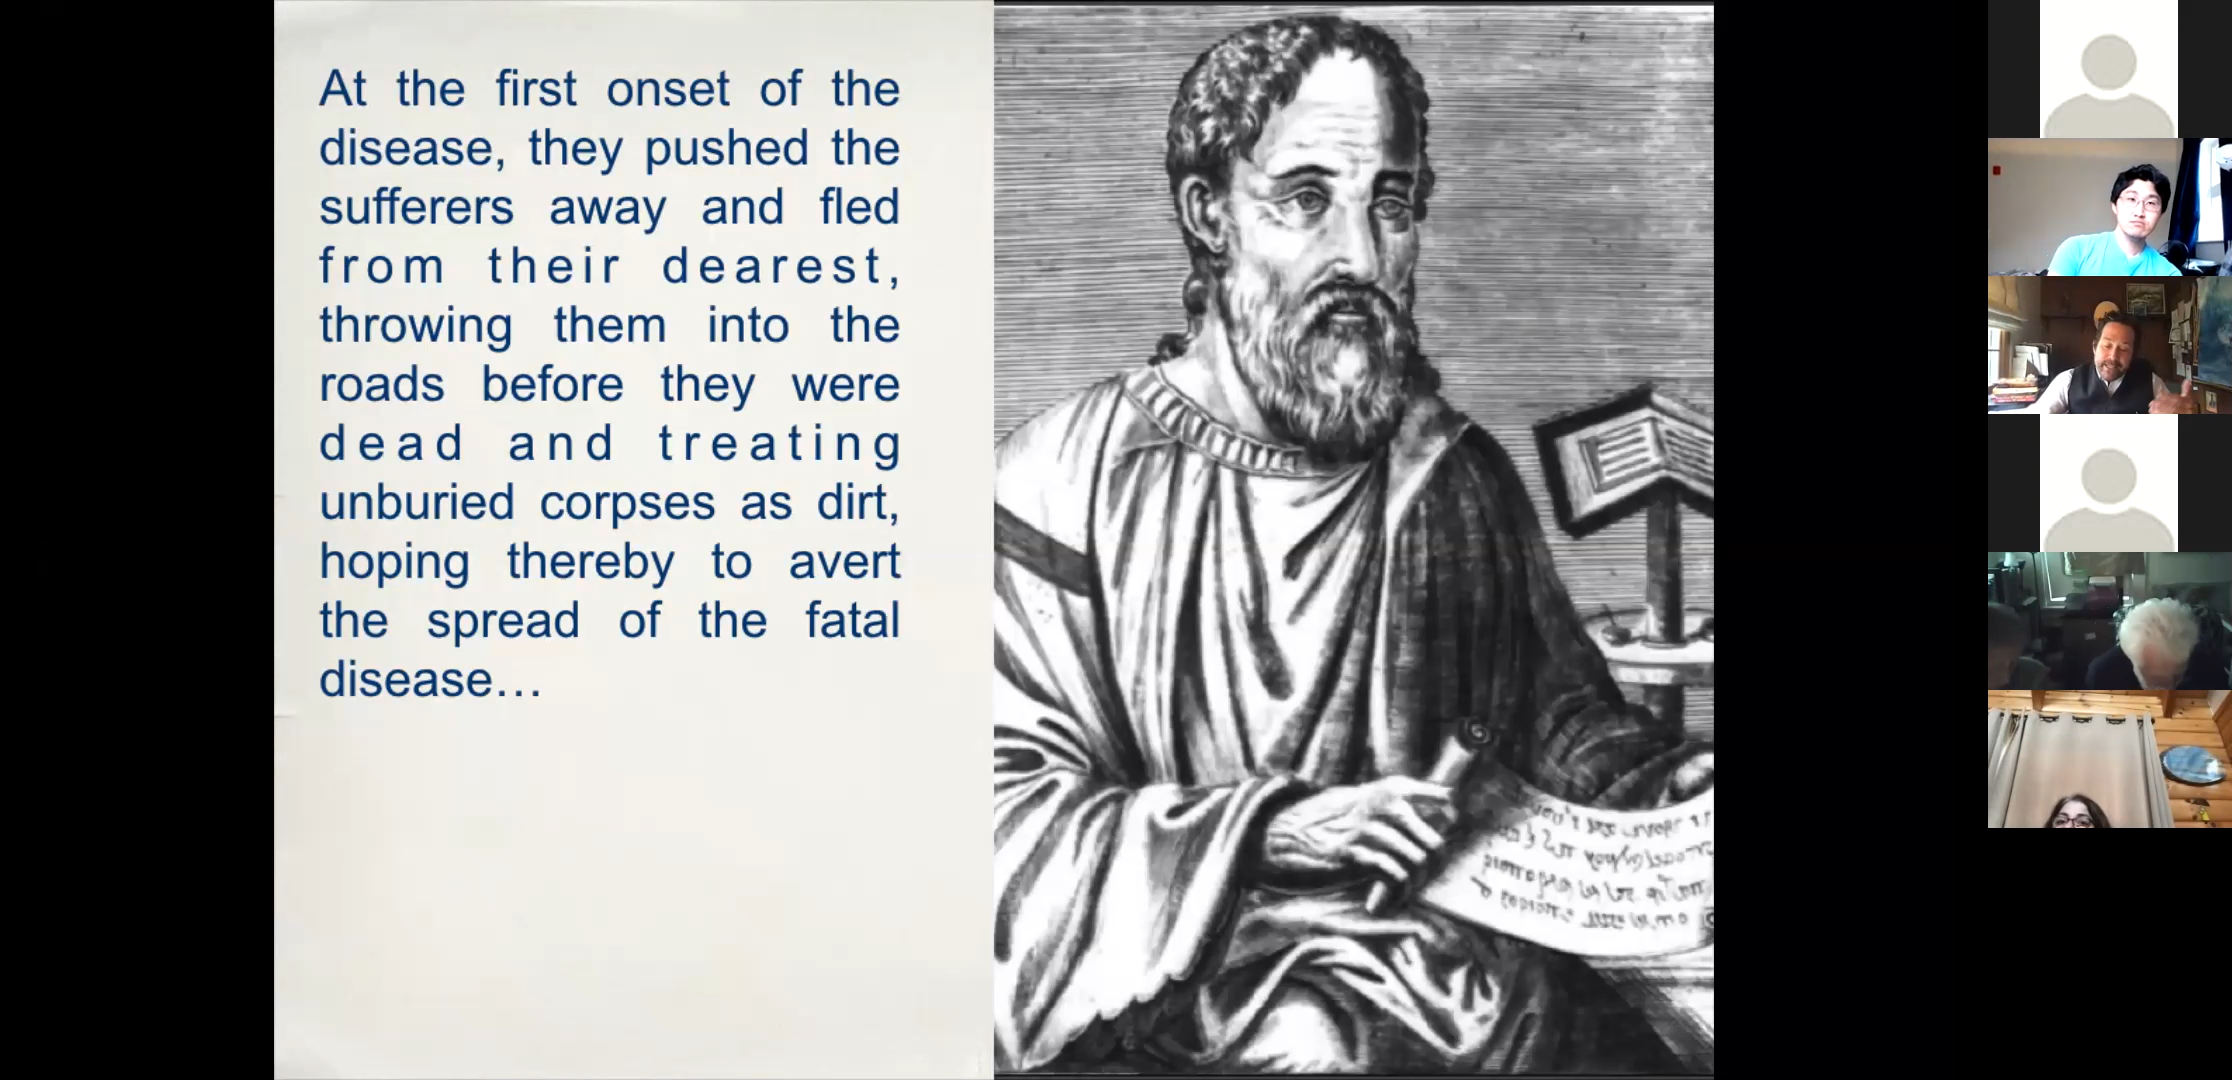 At the first onset of the
disease, they pushed the
sufferers away and fled
from their dearest,
throwing them into the
roads before they were
dead and treating
unburied corpses as dirt,
hoping thereby to avert
the spread of the fatal
disease…